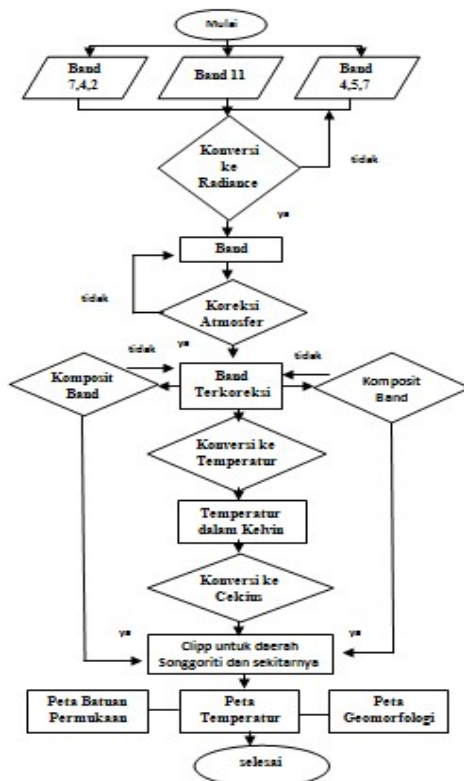 Mulai
Band
7,4,2
Band 11
Band
4,5,7
Konversi
ke
Radiance
tidak
ya
Band
tidak
Koreksi
Atmosfer
ya
tidak
tidak
Komposit
Band
Band
Terkoreksi
Komposit
Band
Konversi ke
Temperatur
Temperatur
dalam Kelvin
Konversi ke
Celcius
ya
ya
Clipp untuk daerah
Songgoriti dan sekitarnya
Peta Batuan
Permukaan
Peta
Temperatur
Peta
Geomorfologi
selesai